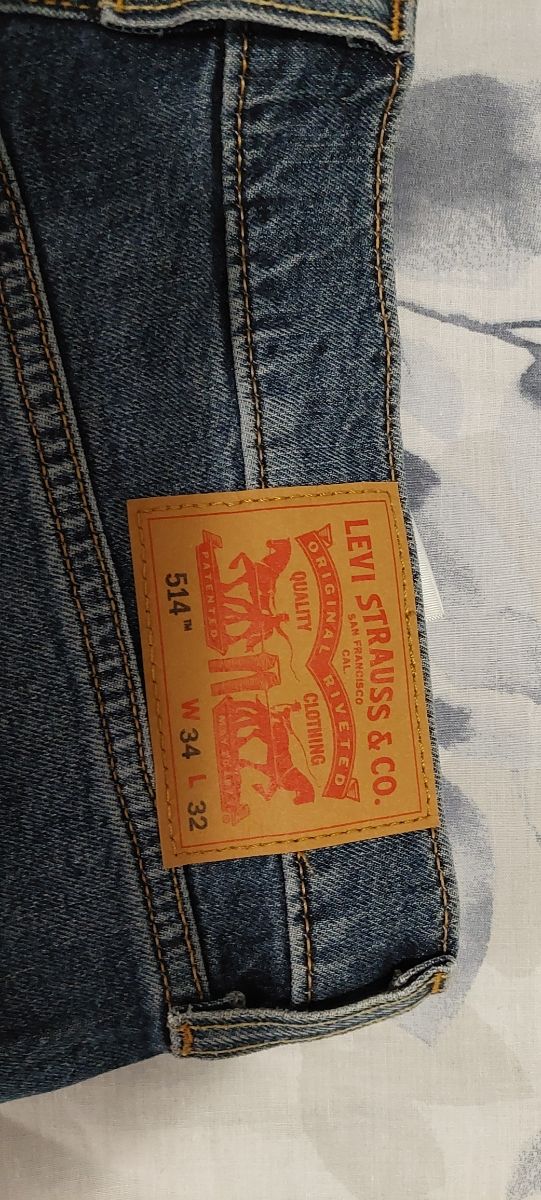 LEVI STRAUSS & CO.
SAN FRANCISCO
CAL.
ORIGINAL RIVETED
QUALITY CLOTHING
PATENTED
514™ W 34 L 32